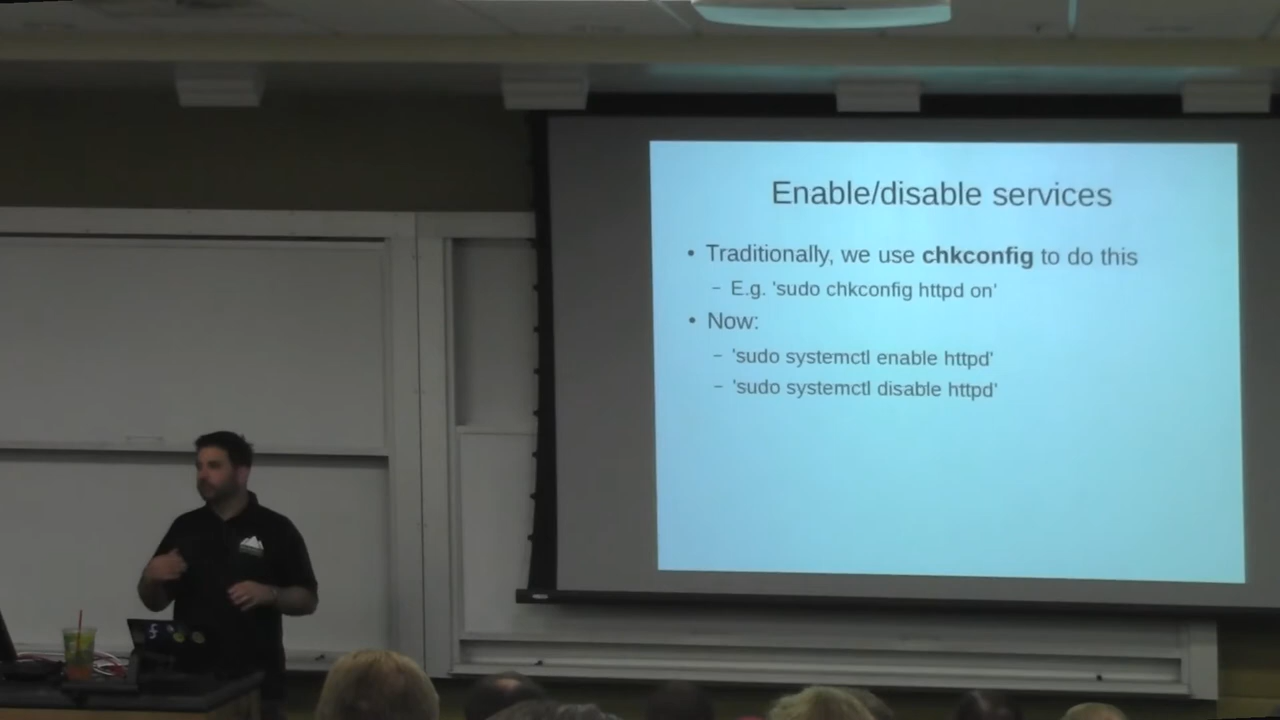 Enable/disable services
• Traditionally, we use chkconfig to do this
– E.g. 'sudo chkconfig httpd on'
• Now:
– 'sudo systemctl enable httpd'
– 'sudo systemctl disable httpd'